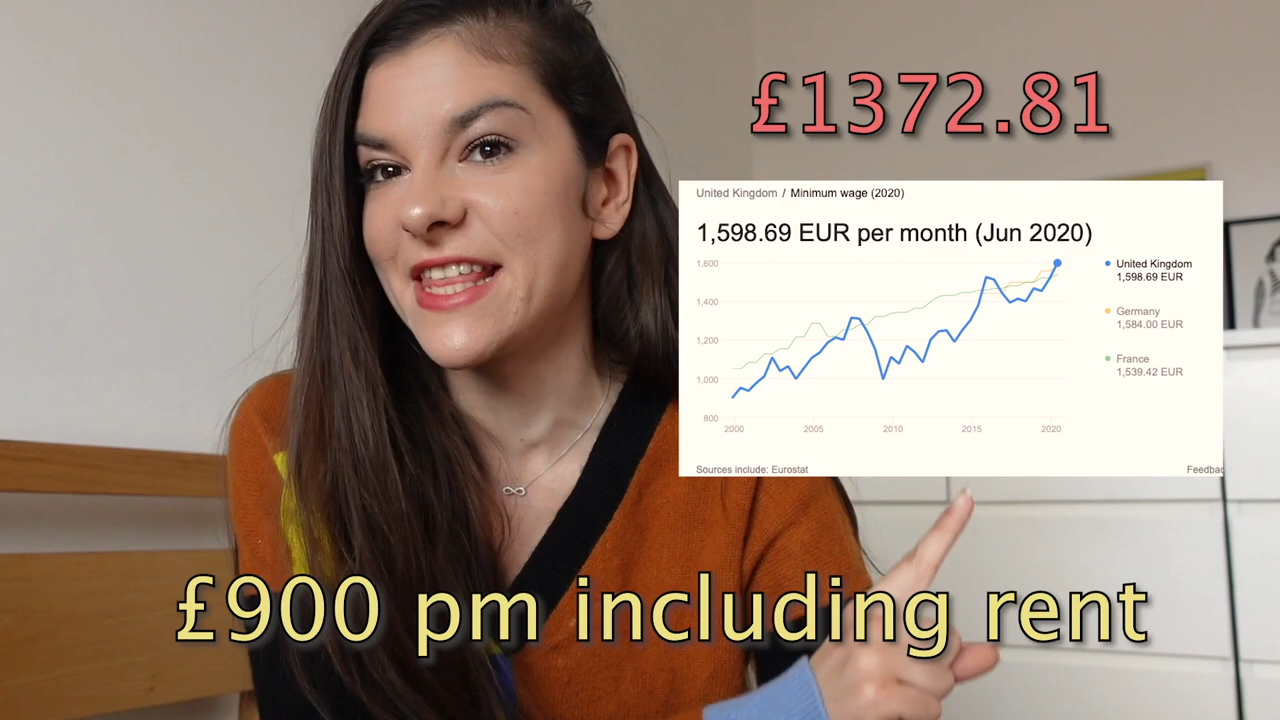 £1372.81
United Kingdom / Minimum wage (2020)
1,598.69 EUR per month (Jun 2020)
1,600
1,400
1,200
1,000
800
2000 2005 2010 2015 2020
United Kingdom
1,598.69 EUR
Germany
1,584.00 EUR
France
1,539.42 EUR
Sources include: Eurostat Feedbac
£900 pm including rent